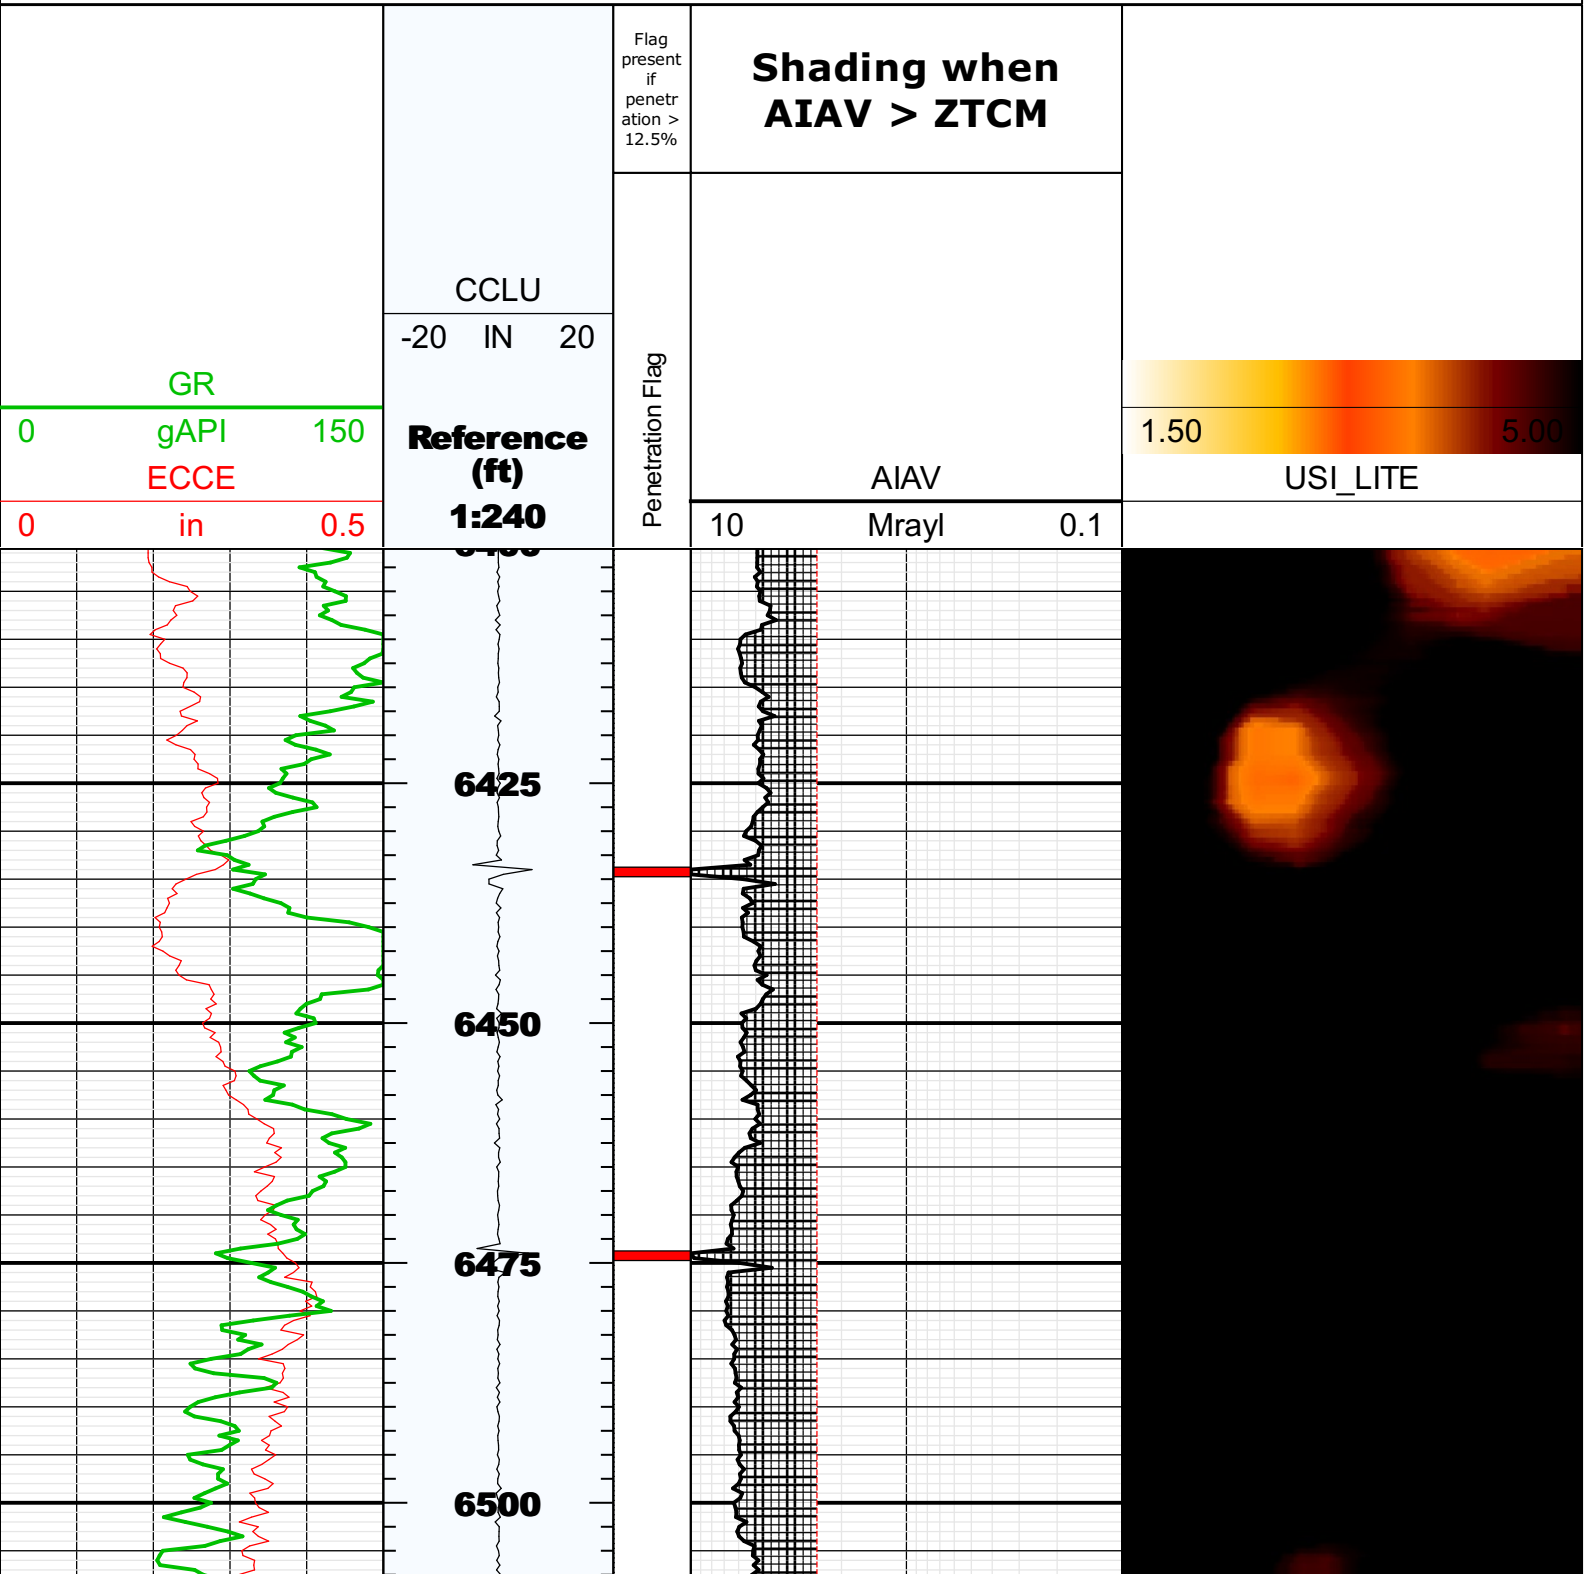 Flag
present
if
penetr
ation >
12.5%
Shading when
AIAV > ZTCM
CCLU
-20 IN 20
GR
0 gAPI 150
ECCE
0 in 0.5
Reference
(ft)
1:240
Penetration Flag
AIAV
10 Mrayl 0.1
1.50 5.00
USI_LITE
6425
6450
6475
6500